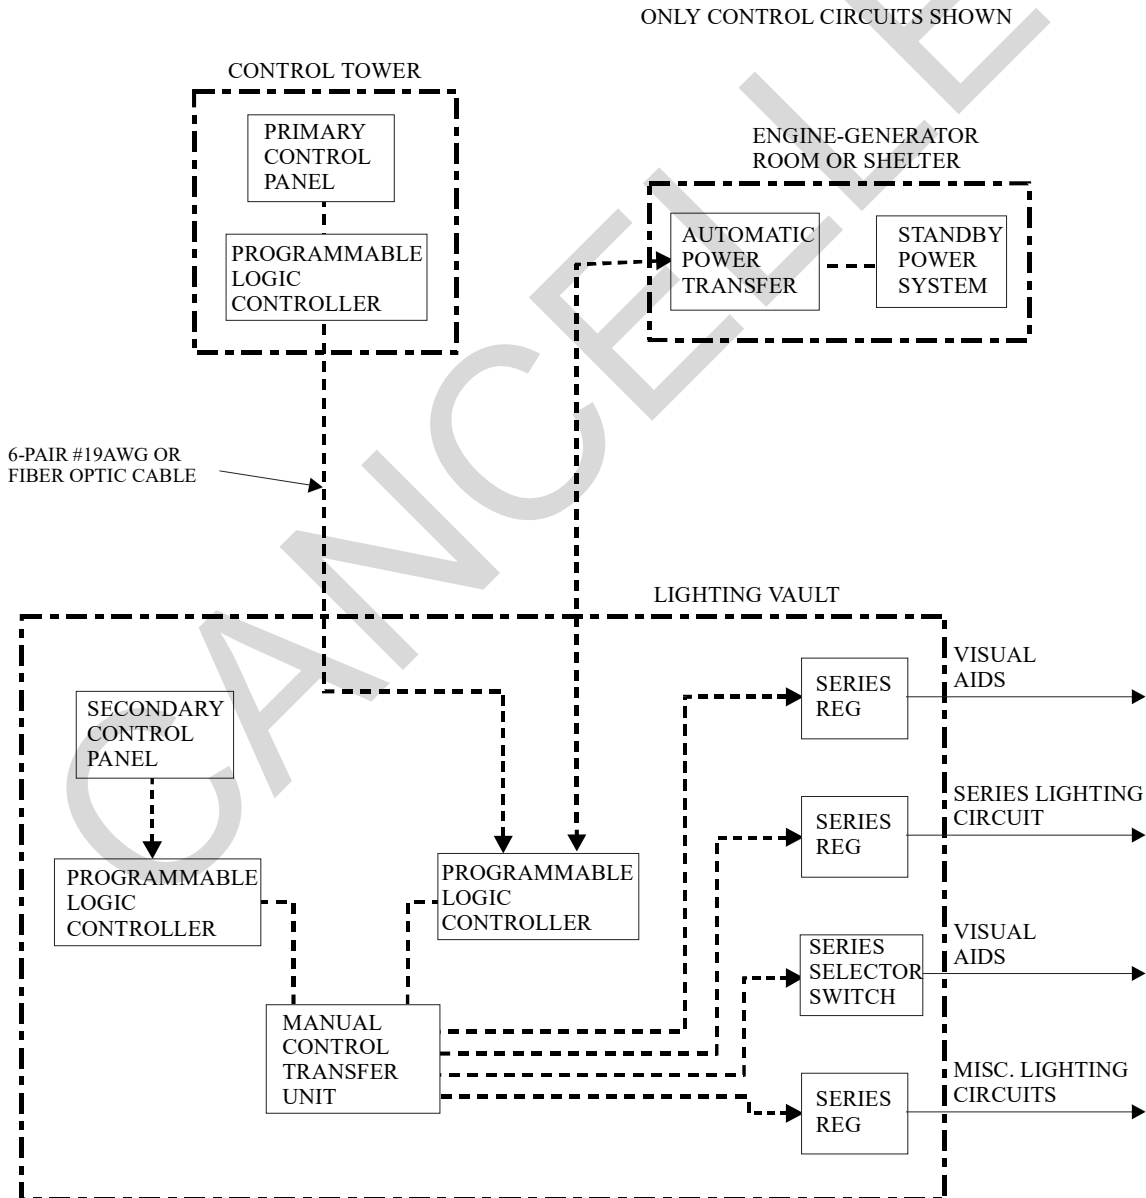 ONLY CONTROL CIRCUITS SHOWN
CONTROL TOWER
PRIMARY
CONTROL
PANEL
PROGRAMMABLE
LOGIC
CONTROLLER
ENGINE-GENERATOR
ROOM OR SHELTER
AUTOMATIC
POWER
TRANSFER
STANDBY
POWER
SYSTEM
6-PAIR #19AWG OR
FIBER OPTIC CABLE
LIGHTING VAULT
SECONDARY
CONTROL
PANEL
PROGRAMMABLE
LOGIC
CONTROLLER
PROGRAMMABLE
LOGIC
CONTROLLER
MANUAL
CONTROL
TRANSFER
UNIT
SERIES
REG
VISUAL
AIDS
SERIES
REG
SERIES LIGHTING
CIRCUIT
SERIES
SELECTOR
SWITCH
VISUAL
AIDS
SERIES
REG
MISC. LIGHTING
CIRCUITS
CANCELLE